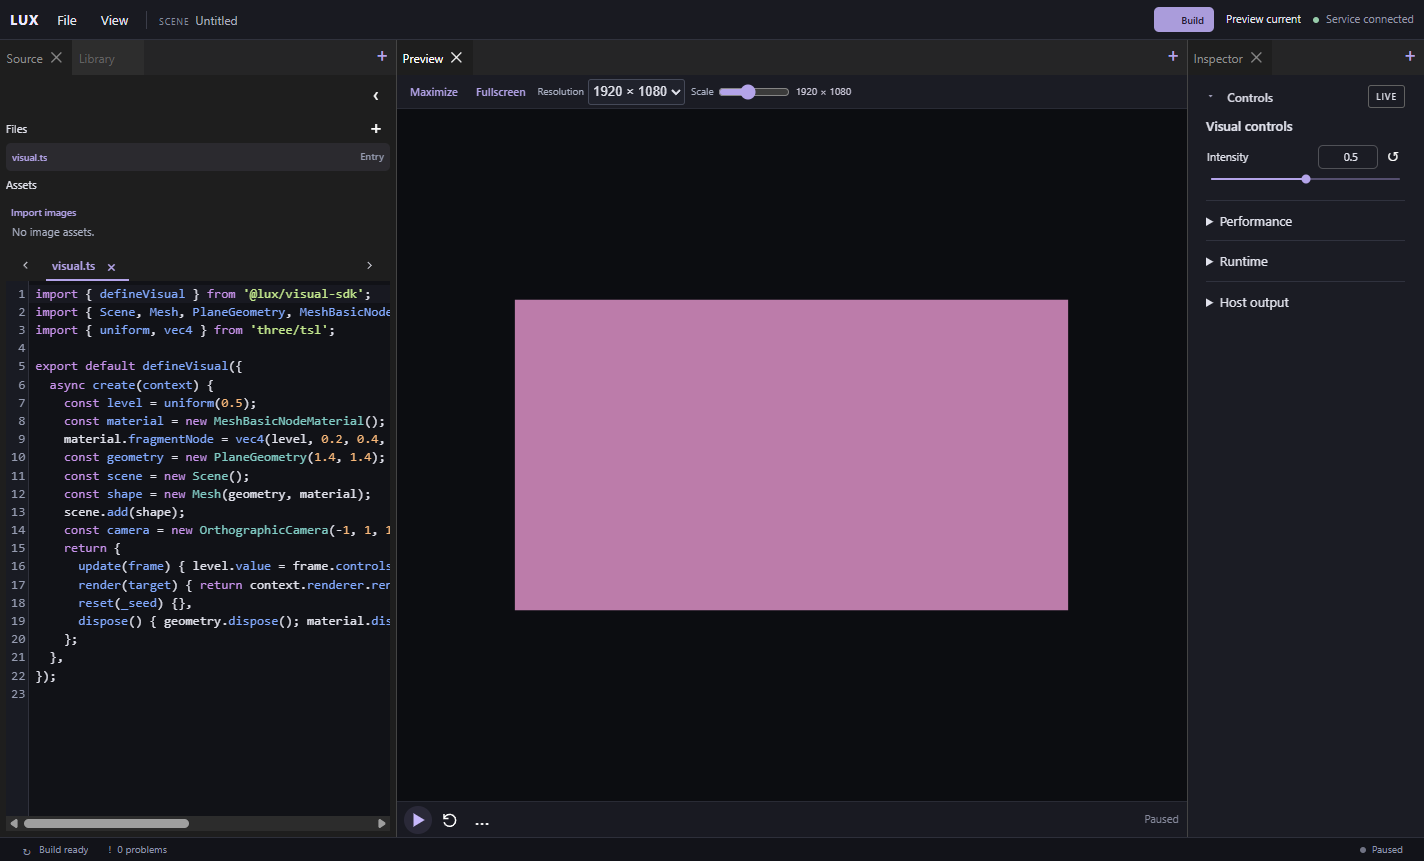 LUX File View SCENE Untitled Build Preview current Service connected
Source Library + Preview + Inspector +
Maximize Fullscreen Resolution 1920 × 1080 Scale 1920 × 1080
Files +
visual.ts Entry
Assets
Import images
No image assets.
visual.ts
1 import { defineVisual } from '@lux/visual-sdk';
2 import { Scene, Mesh, PlaneGeometry, MeshBasicNode
3 import { uniform, vec4 } from 'three/tsl';
4
5 export default defineVisual({
6 async create(context) {
7 const level = uniform(0.5);
8 const material = new MeshBasicNodeMaterial();
9 material.fragmentNode = vec4(level, 0.2, 0.4,
10 const geometry = new PlaneGeometry(1.4, 1.4);
11 const scene = new Scene();
12 const shape = new Mesh(geometry, material);
13 scene.add(shape);
14 const camera = new OrthographicCamera(-1, 1, 1
15 return {
16 update(frame) { level.value = frame.controls
17 render(target) { return context.renderer.ren
18 reset(_seed) {},
19 dispose() { geometry.dispose(); material.dis
20 };
21 },
22 });
23
Controls LIVE
Visual controls
Intensity 0.5
Performance
Runtime
Host output
... Paused
Build ready ! 0 problems Paused